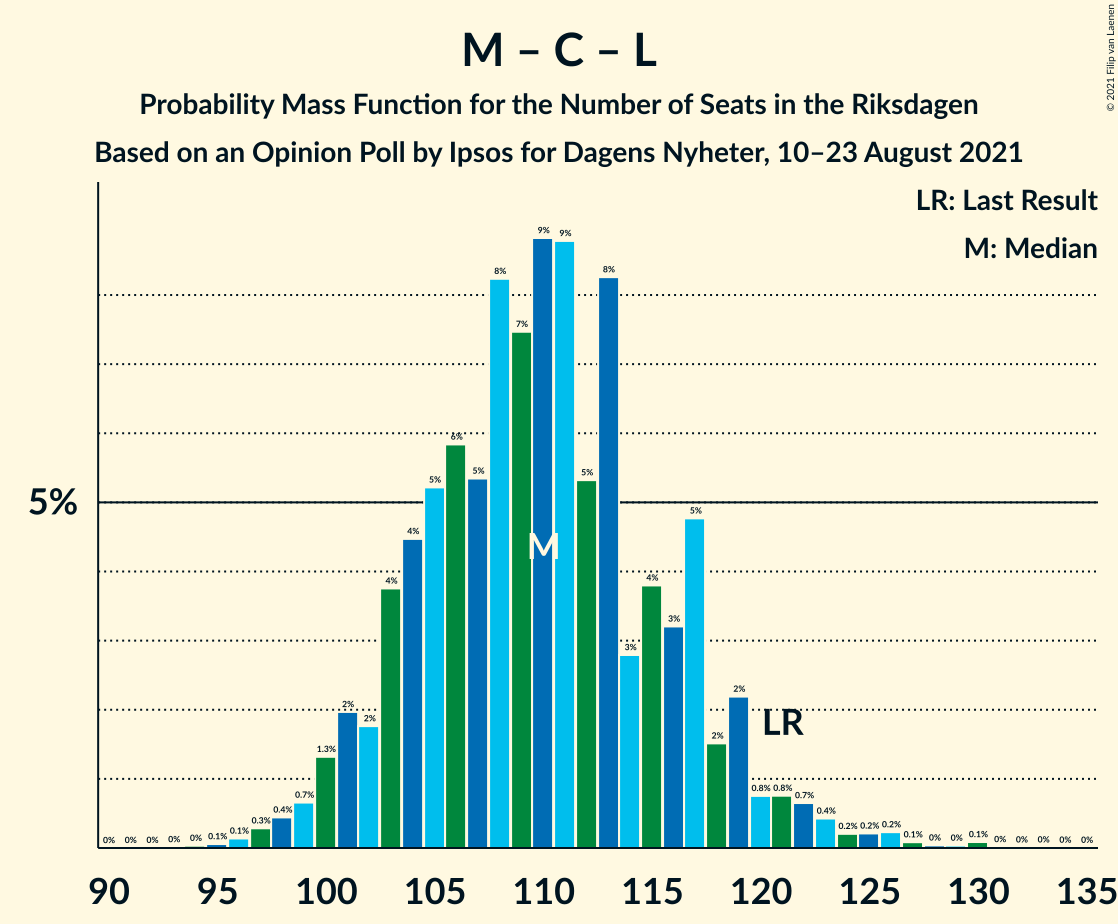 M – C – L
Probability Mass Function for the Number of Seats in the Riksdagen
Based on an Opinion Poll by Ipsos for Dagens Nyheter, 10–23 August 2021
© 2021 Filip van Laenen
LR: Last Result
M: Median
5%
0% 0% 0% 0% 0% 0.1% 0.1% 0.3% 0.4% 0.7% 1.3% 2% 2% 4% 4% 5% 6% 5% 8% 7% 9% 9% 5% 8% 3% 4% 3% 5% 2% 2% 0.8% 0.8% 0.7% 0.4% 0.2% 0.2% 0.2% 0.1% 0% 0% 0.1% 0% 0% 0% 0% 0%
M
LR
90 95 100 105 110 115 120 125 130 135